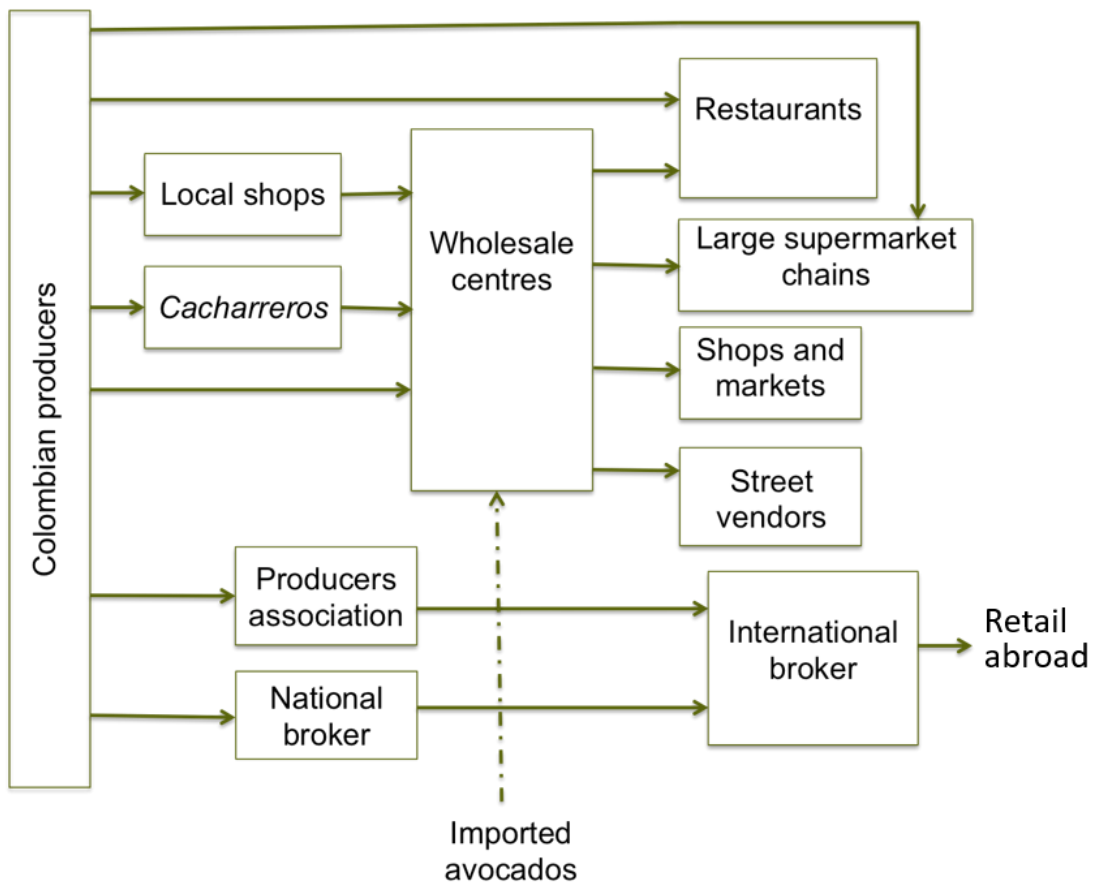 Colombian producers
Restaurants
Local shops
Wholesale
centres
Large supermarket
chains
Cacharreros
Shops and
markets
Street
vendors
Producers
association
International
broker
Retail
abroad
National
broker
Imported
avocados